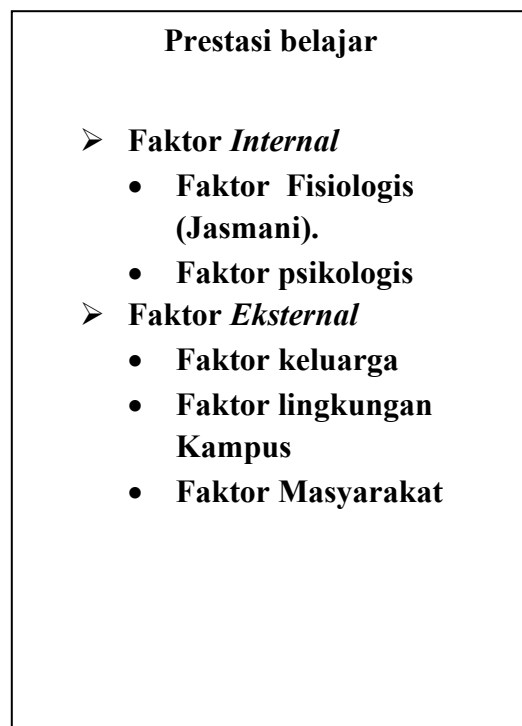 Prestasi belajar
➢ Faktor Internal
• Faktor Fisiologis
(Jasmani).
• Faktor psikologis
➢ Faktor Eksternal
• Faktor keluarga
• Faktor lingkungan
Kampus
• Faktor Masyarakat